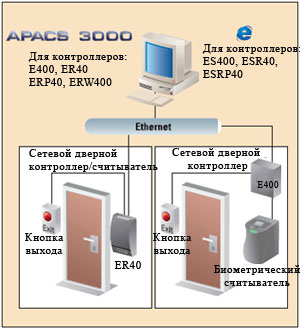 APACS 3000
Для контроллеров:
E400, ER40
ERP40, ERW400
Для контроллеров:
ES400, ESR40,
ESRP40
Ethernet
Сетевой дверной
контроллер/считыватель
Exit
Кнопка
выхода
ER40
Сетевой дверной
контроллер
E400
Exit
Кнопка
выхода
Биометрический
считыватель